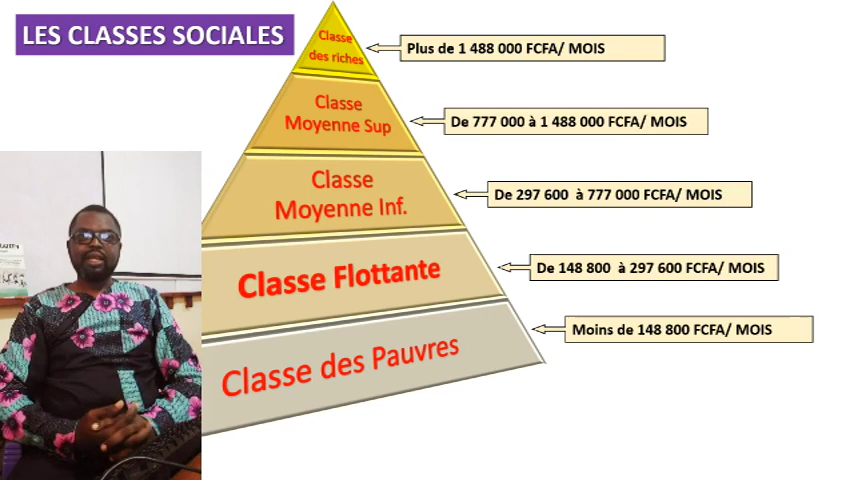 LES CLASSES SOCIALES
Classe
des riches
Plus de 1 488 000 FCFA/ MOIS
Classe
Moyenne Sup
De 777 000 à 1 488 000 FCFA/ MOIS
Classe
Moyenne Inf.
De 297 600 à 777 000 FCFA/ MOIS
Classe Flottante
De 148 800 à 297 600 FCFA/ MOIS
Classe des Pauvres
Moins de 148 800 FCFA/ MOIS